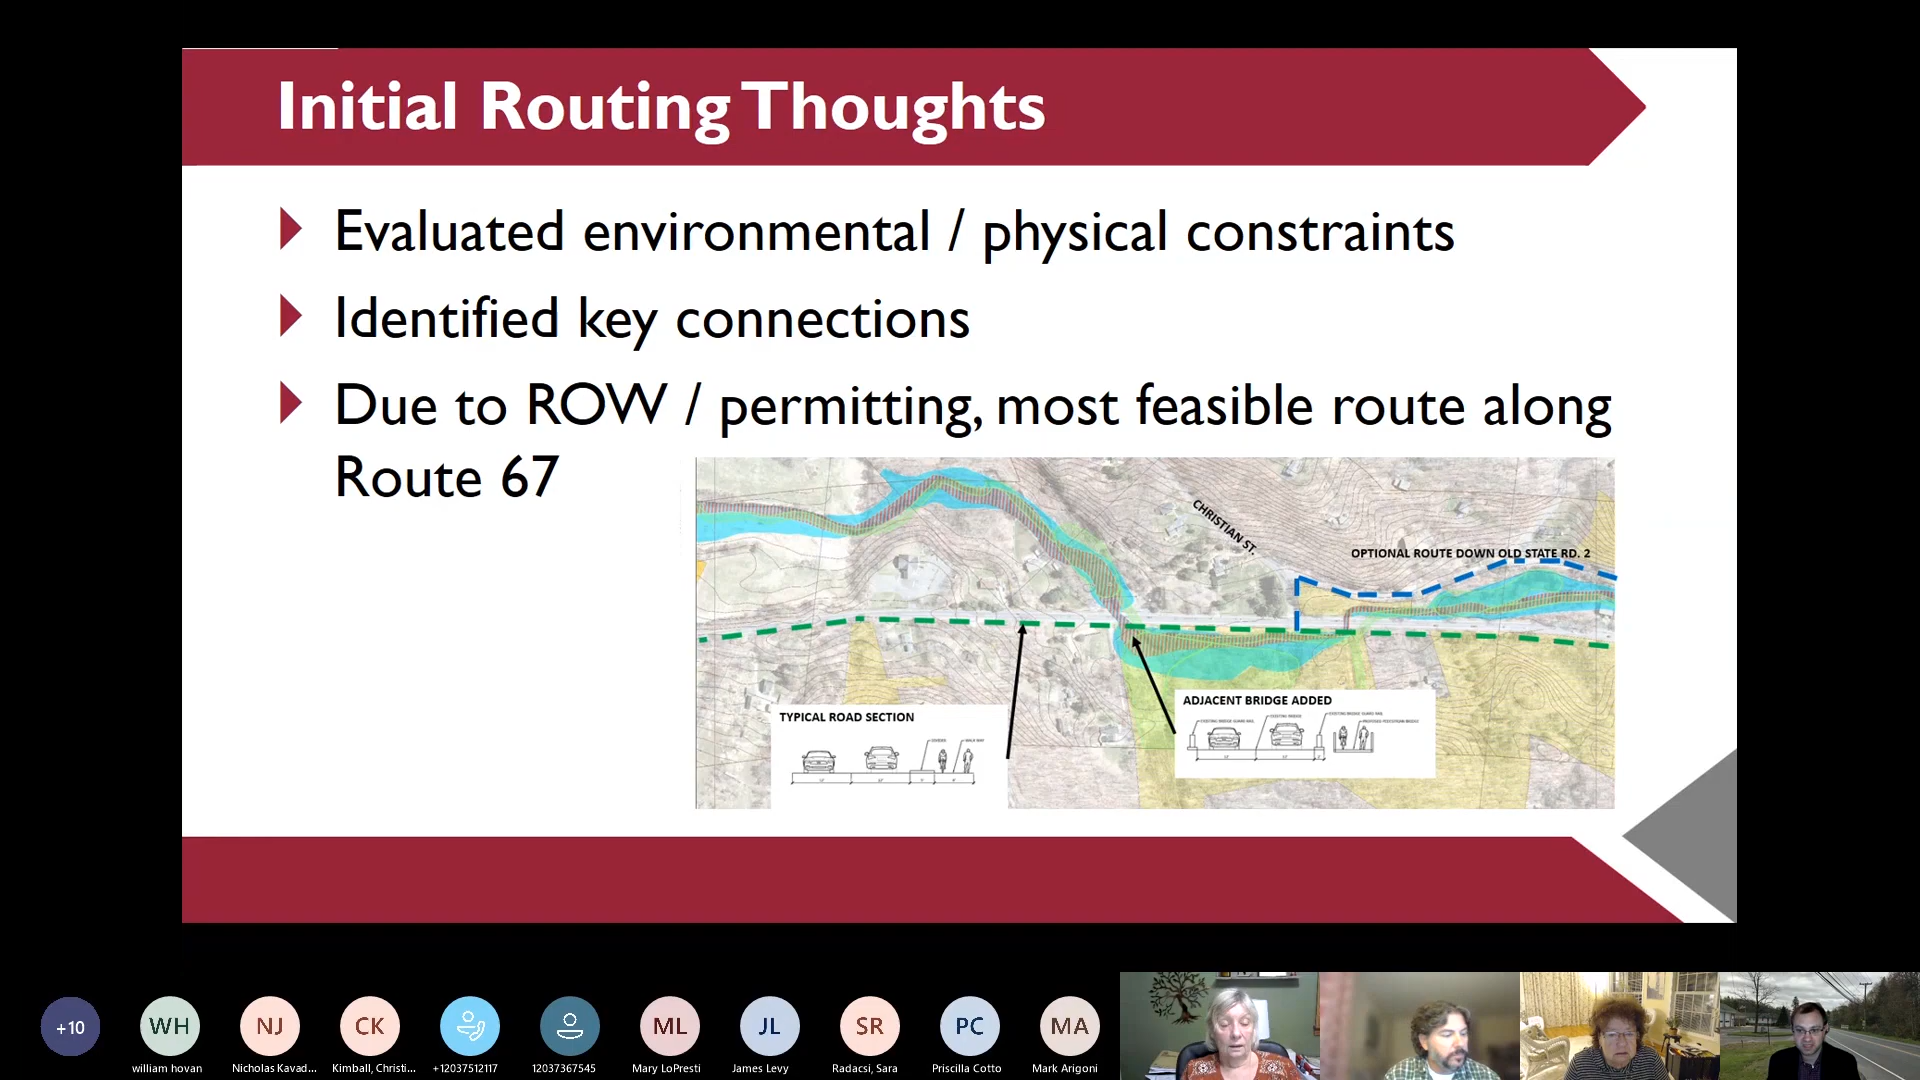 Initial Routing Thoughts
Evaluated environmental / physical constraints
Identified key connections
Due to ROW / permitting, most feasible route along
Route 67
CHRISTIAN ST.
OPTIONAL ROUTE DOWN OLD STATE RD. 2
ADJACENT BRIDGE ADDED
TYPICAL ROAD SECTION
+10
WH
NJ
CK
ML
JL
SR
PC
MA
william hovan
Nicholas Kavad...
Kimball, Christi...
+12037512117
12037367545
Mary LoPresti
James Levy
Radacsi, Sara
Priscilla Cotto
Mark Arigoni